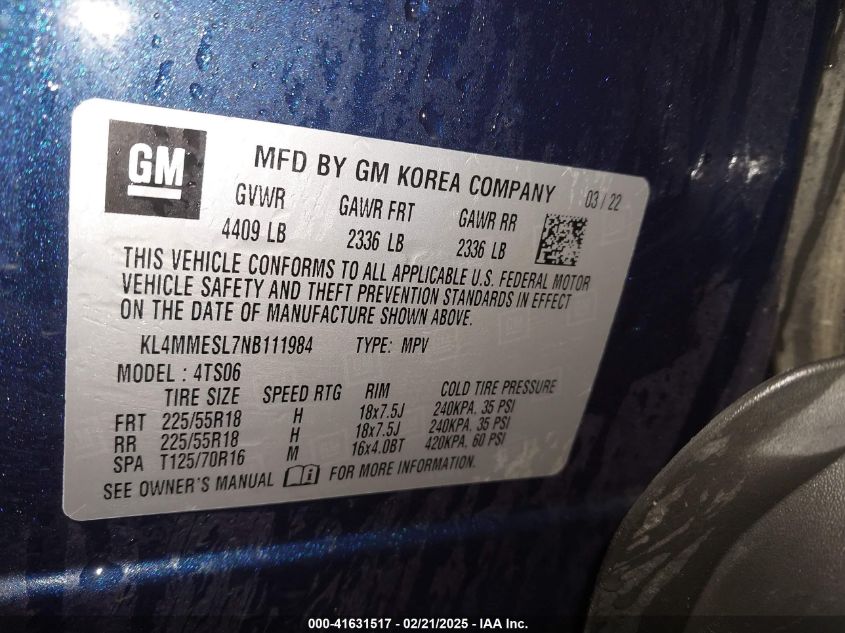 GM
MFD BY GM KOREA COMPANY 03 / 22
GVWR GAWR FRT GAWR RR
4409 LB 2336 LB 2336 LB
THIS VEHICLE CONFORMS TO ALL APPLICABLE U.S. FEDERAL MOTOR
VEHICLE SAFETY AND THEFT PREVENTION STANDARDS IN EFFECT
ON THE DATE OF MANUFACTURE SHOWN ABOVE.
KL4MMESL7NB111984 TYPE: MPV
MODEL : 4TS06
TIRE SIZE SPEED RTG RIM COLD TIRE PRESSURE
FRT 225/55R18 H 18x7.5J 240KPA. 35 PSI
RR 225/55R18 H 18x7.5J 240KPA. 35 PSI
SPA T125/70R16 M 16x4.0BT 420KPA. 60 PSI
SEE OWNER'S MANUAL FOR MORE INFORMATION.
000-41631517 — 02/21/2025 — IAA Inc.